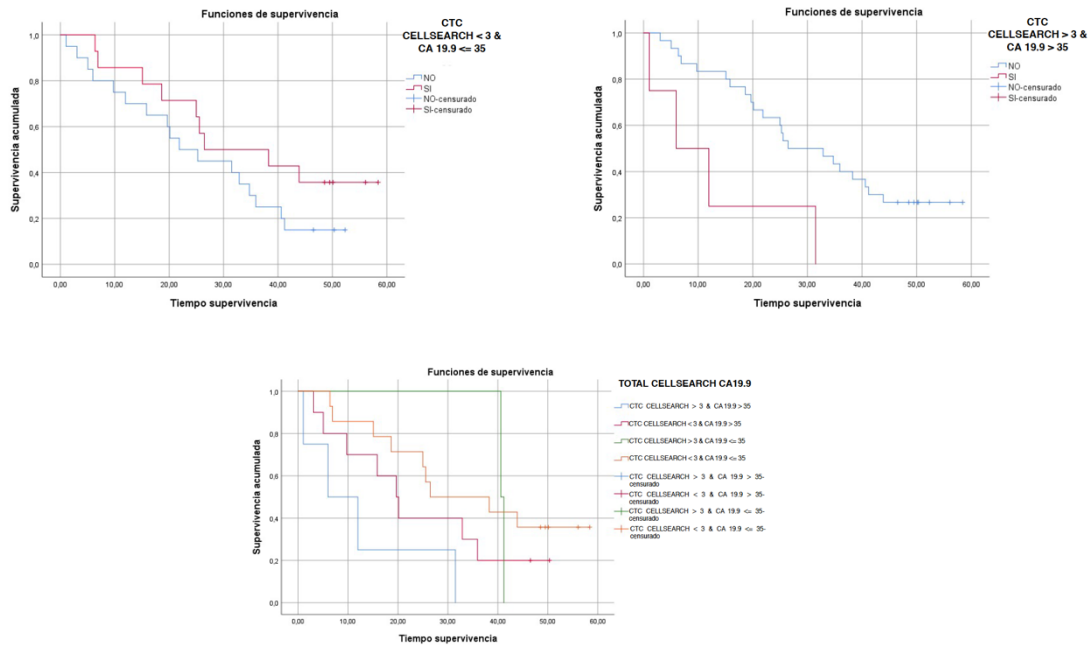 Funciones de supervivencia
CTC
CELLSEARCH < 3 &
CA 19.9 <= 35
NO
SI
NO-censurado
SI-censurado
1,0
0,8
0,6
0,4
0,2
0,0
Supervivencia acumulada
0,00 10,00 20,00 30,00 40,00 50,00 60,00
Tiempo supervivencia
Funciones de supervivencia
CTC
CELLSEARCH > 3 &
CA 19.9 > 35
NO
SI
NO-censurado
SI-censurado
1,0
0,8
0,6
0,4
0,2
0,0
Supervivencia acumulada
0,00 10,00 20,00 30,00 40,00 50,00 60,00
Tiempo supervivencia
Funciones de supervivencia
TOTAL CELLSEARCH CA19.9
CTC CELLSEARCH > 3 & CA 19.9 > 35
CTC CELLSEARCH < 3 & CA 19.9 > 35
CTC CELLSEARCH > 3 & CA 19.9 <= 35
CTC CELLSEARCH < 3 & CA 19.9 <= 35
CTC CELLSEARCH > 3 & CA 19.9 > 35-
censurado
CTC CELLSEARCH < 3 & CA 19.9 > 35-
censurado
CTC CELLSEARCH > 3 & CA 19.9 <= 35-
censurado
CTC CELLSEARCH < 3 & CA 19.9 <= 35-
censurado
1,0
0,8
0,6
0,4
0,2
0,0
Supervivencia acumulada
0,00 10,00 20,00 30,00 40,00 50,00 60,00
Tiempo supervivencia